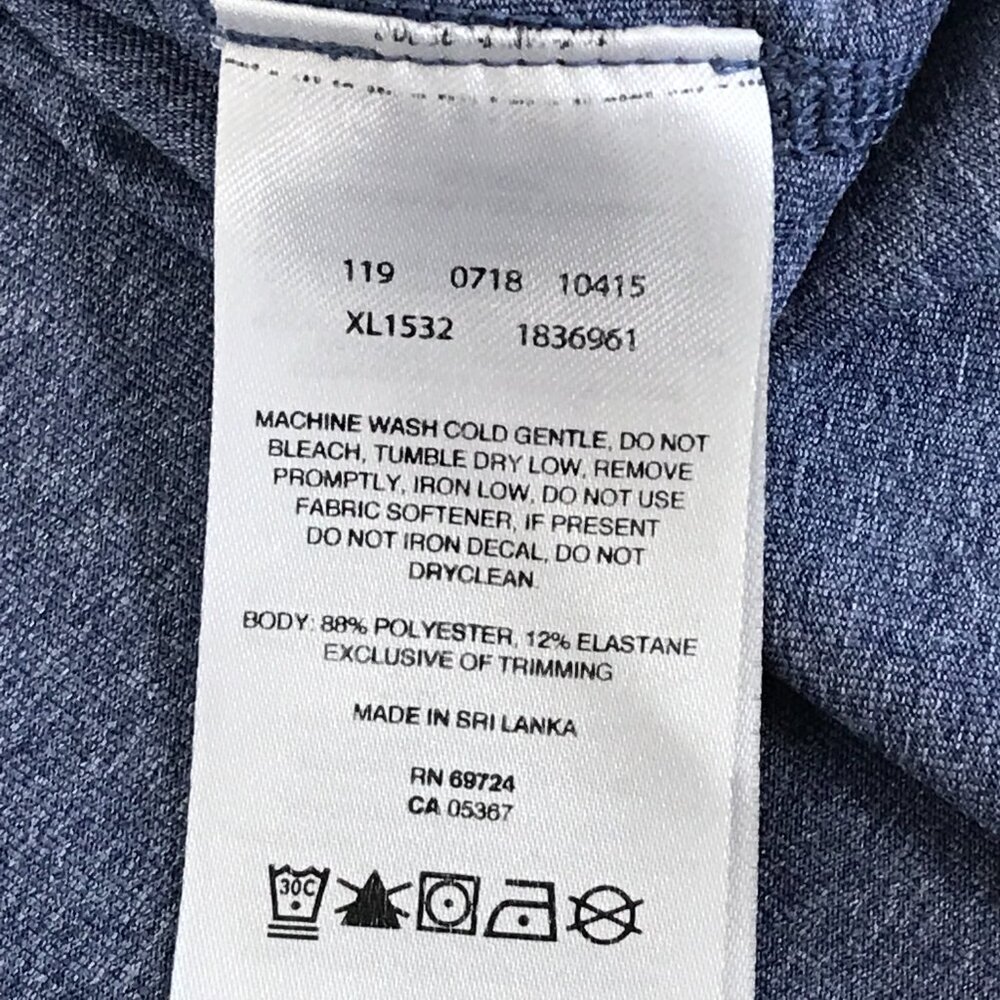 119 0718 10415
XL1532 1836961
MACHINE WASH COLD GENTLE, DO NOT
BLEACH, TUMBLE DRY LOW, REMOVE
PROMPTLY, IRON LOW, DO NOT USE
FABRIC SOFTENER, IF PRESENT
DO NOT IRON DECAL, DO NOT
DRYCLEAN.
BODY: 88% POLYESTER, 12% ELASTANE
EXCLUSIVE OF TRIMMING
MADE IN SRI LANKA
RN 69724
CA 05367
30C